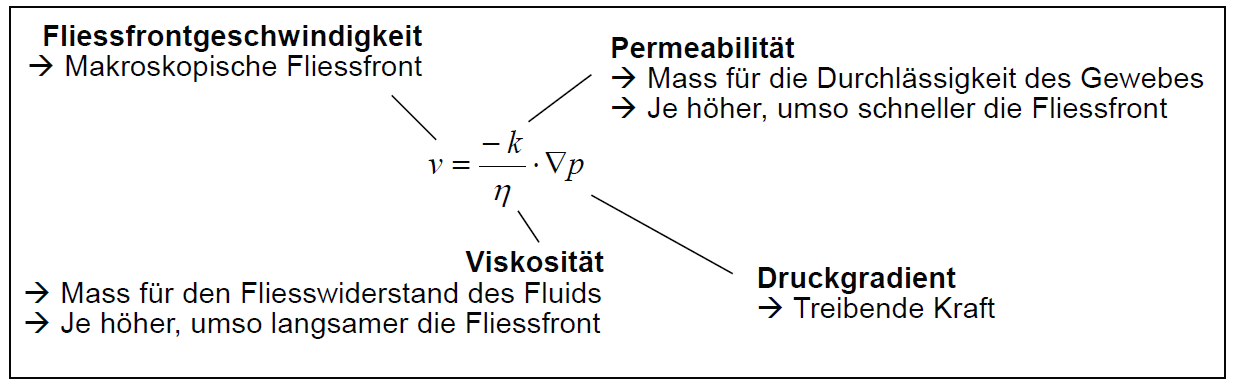 Fliessfrontgeschwindigkeit
→ Makroskopische Fliessfront
Permeabilität
→ Mass für die Durchlässigkeit des Gewebes
→ Je höher, umso schneller die Fliessfront
v = −k / η · ∇p
Viskosität
→ Mass für den Fliesswiderstand des Fluids
→ Je höher, umso langsamer die Fliessfront
Druckgradient
→ Treibende Kraft